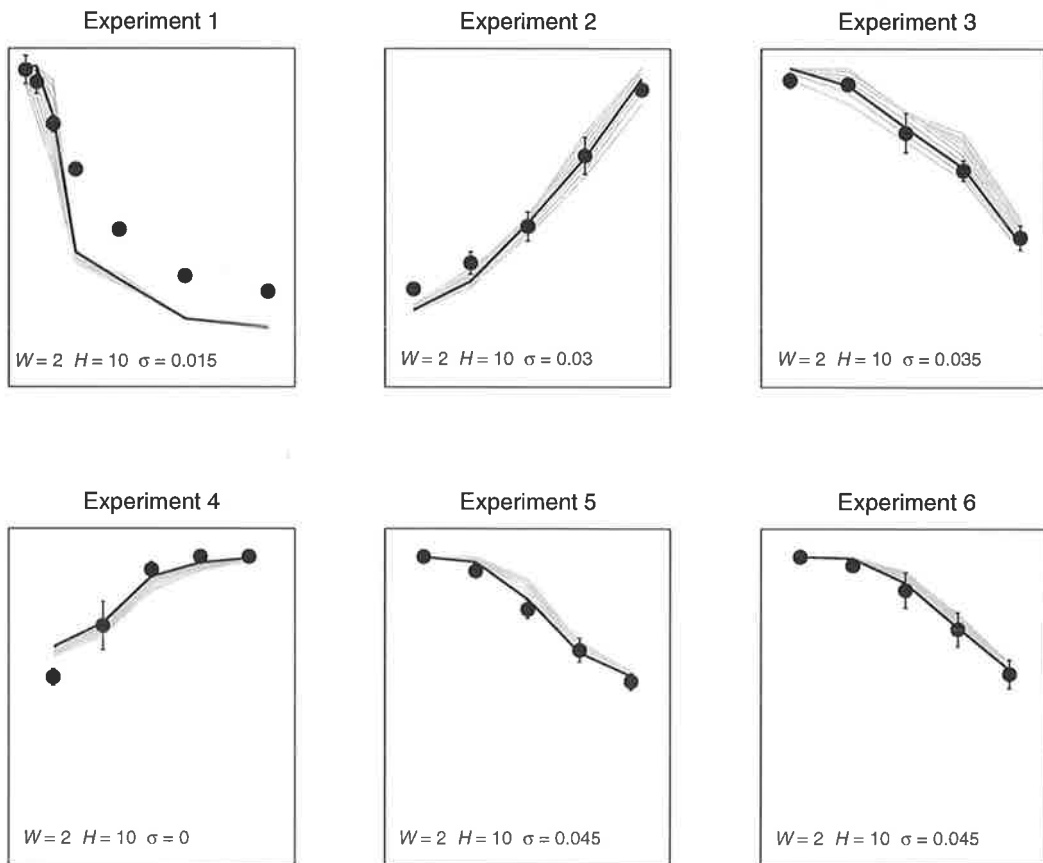 Experiment 1
Experiment 2
Experiment 3
W = 2 H = 10 σ = 0.015
W = 2 H = 10 σ = 0.03
W = 2 H = 10 σ = 0.035
Experiment 4
Experiment 5
Experiment 6
W = 2 H = 10 σ = 0
W = 2 H = 10 σ = 0.045
W = 2 H = 10 σ = 0.045